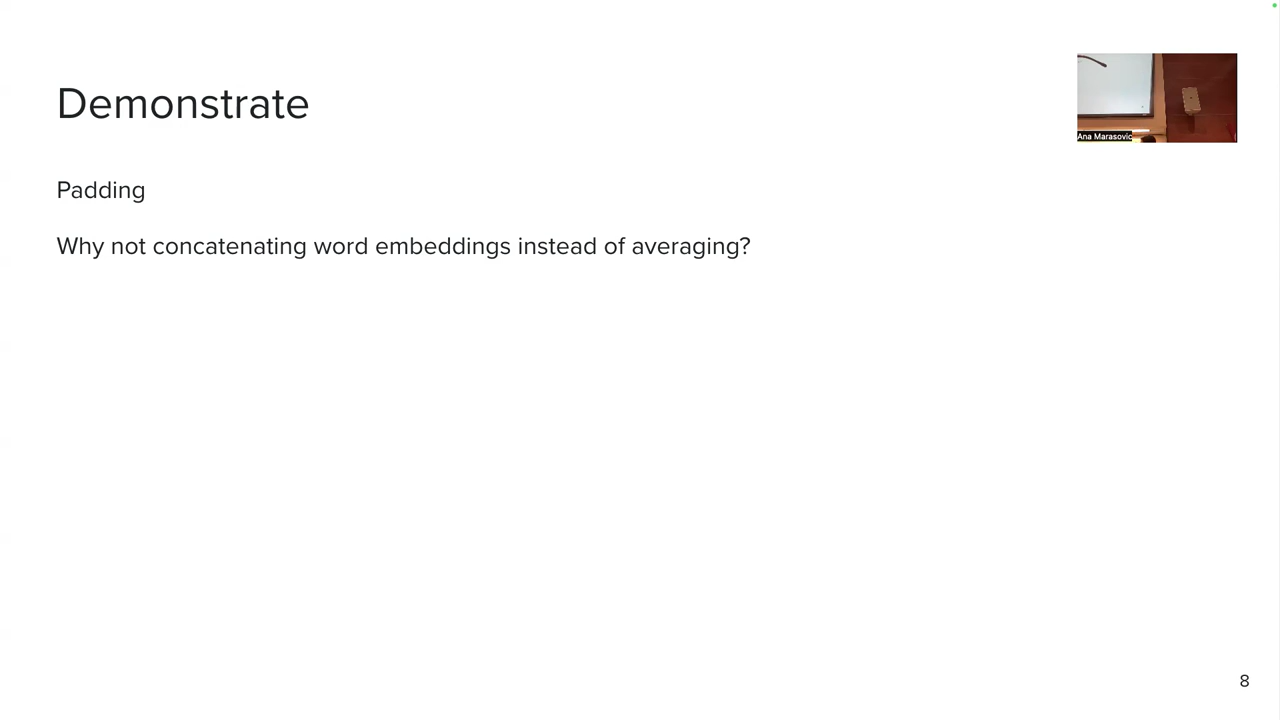 Demonstrate
Ana Marasovic
Padding
Why not concatenating word embeddings instead of averaging?
8